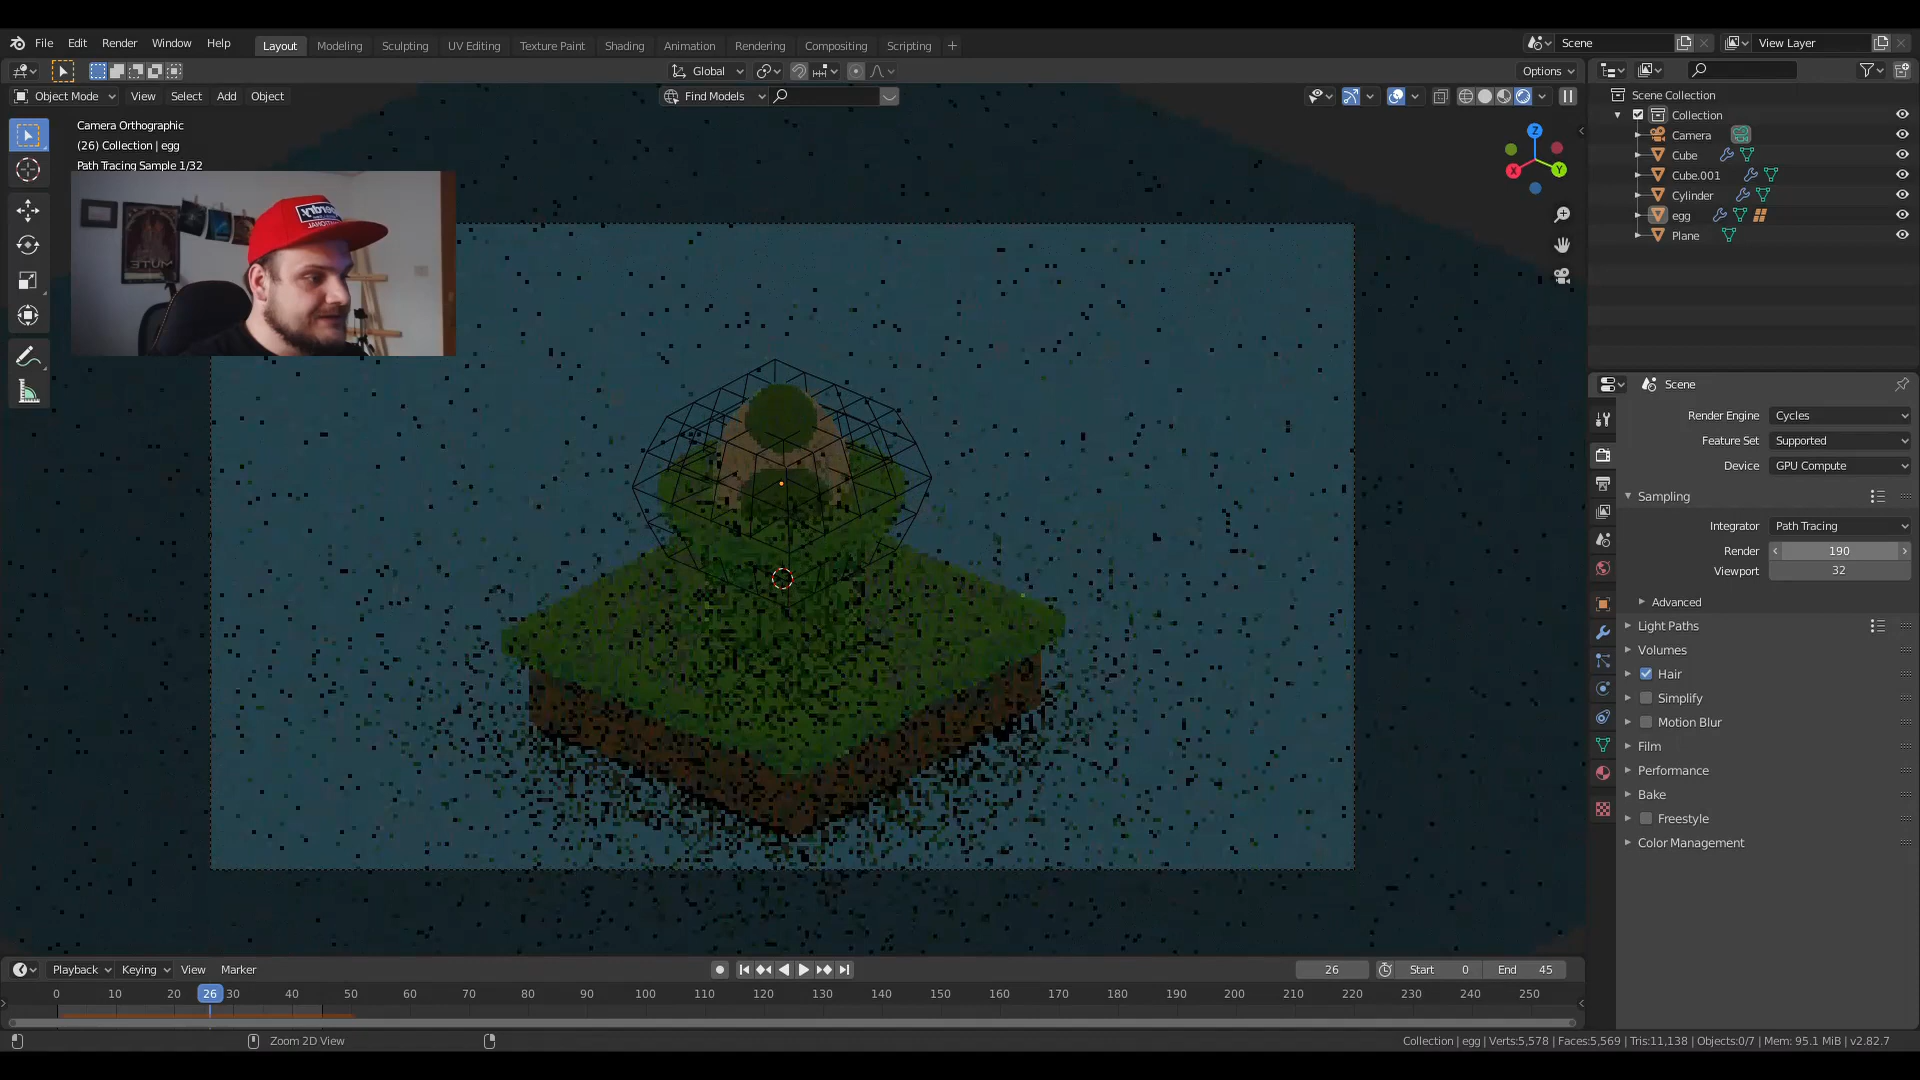 File Edit Render Window Help
Layout Modeling Sculpting UV Editing Texture Paint Shading Animation Rendering Compositing Scripting +
Scene
View Layer
Global
Options
Object Mode View Select Add Object
Find Models
Camera Orthographic
(26) Collection | egg
Path Tracing Sample 1/32
Z
Y
X
Scene Collection
Collection
Camera
Cube
Cube.001
Cylinder
egg
Plane
Scene
Render Engine Cycles
Feature Set Supported
Device GPU Compute
Sampling
Integrator Path Tracing
Render 190
Viewport 32
Advanced
Light Paths
Volumes
Hair
Simplify
Motion Blur
Film
Performance
Bake
Freestyle
Color Management
Playback Keying View Marker
26 Start 0 End 45
0 10 20 26 30 40 50 60 70 80 90 100 110 120 130 140 150 160 170 180 190 200 210 220 230 240 250
Zoom 2D View
Collection | egg | Verts:5,578 | Faces:5,569 | Tris:11,138 | Objects:0/7 | Mem: 95.1 MiB | v2.82.7